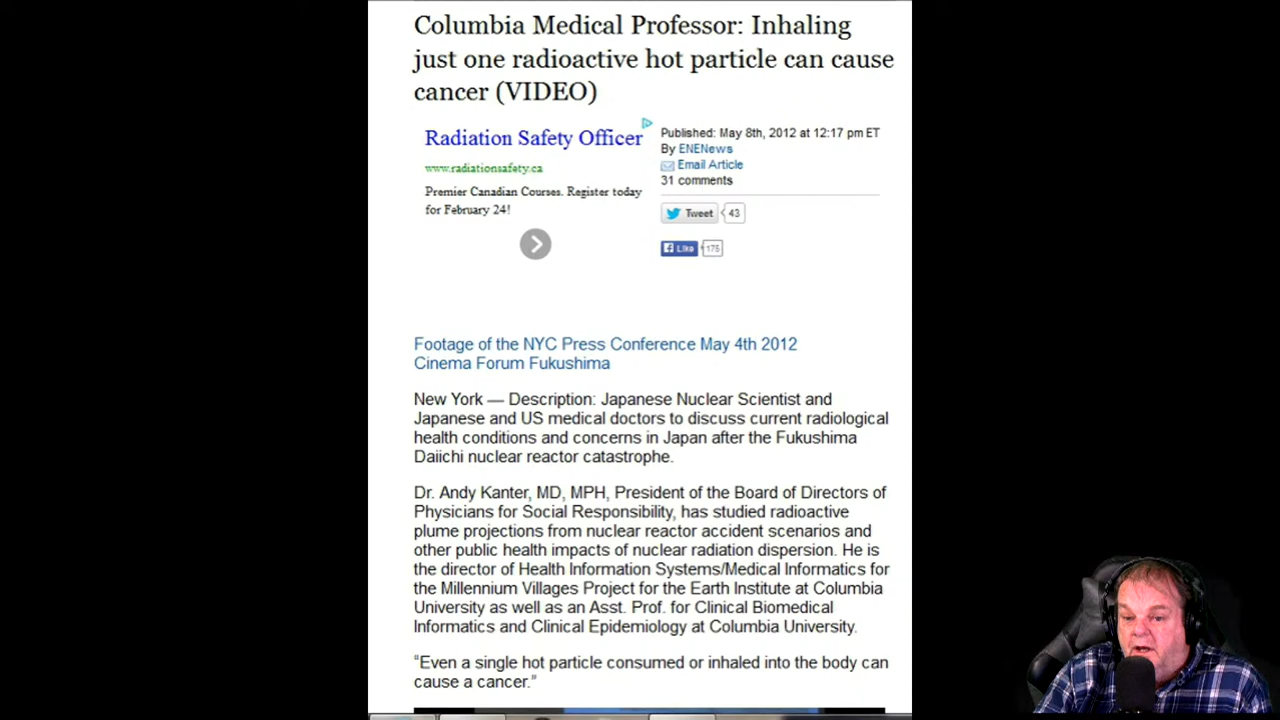 Columbia Medical Professor: Inhaling
just one radioactive hot particle can cause
cancer (VIDEO)
Radiation Safety Officer
www.radiationsafety.ca
Premier Canadian Courses. Register today
for February 24!
Published: May 8th, 2012 at 12:17 pm ET
By ENENews
Email Article
31 comments
Tweet 43
Like 175
Footage of the NYC Press Conference May 4th 2012
Cinema Forum Fukushima
New York — Description: Japanese Nuclear Scientist and
Japanese and US medical doctors to discuss current radiological
health conditions and concerns in Japan after the Fukushima
Daiichi nuclear reactor catastrophe.
Dr. Andy Kanter, MD, MPH, President of the Board of Directors of
Physicians for Social Responsibility, has studied radioactive
plume projections from nuclear reactor accident scenarios and
other public health impacts of nuclear radiation dispersion. He is
the director of Health Information Systems/Medical Informatics for
the Millennium Villages Project for the Earth Institute at Columbia
University as well as an Asst. Prof. for Clinical Biomedical
Informatics and Clinical Epidemiology at Columbia University.
“Even a single hot particle consumed or inhaled into the body can
cause a cancer.”